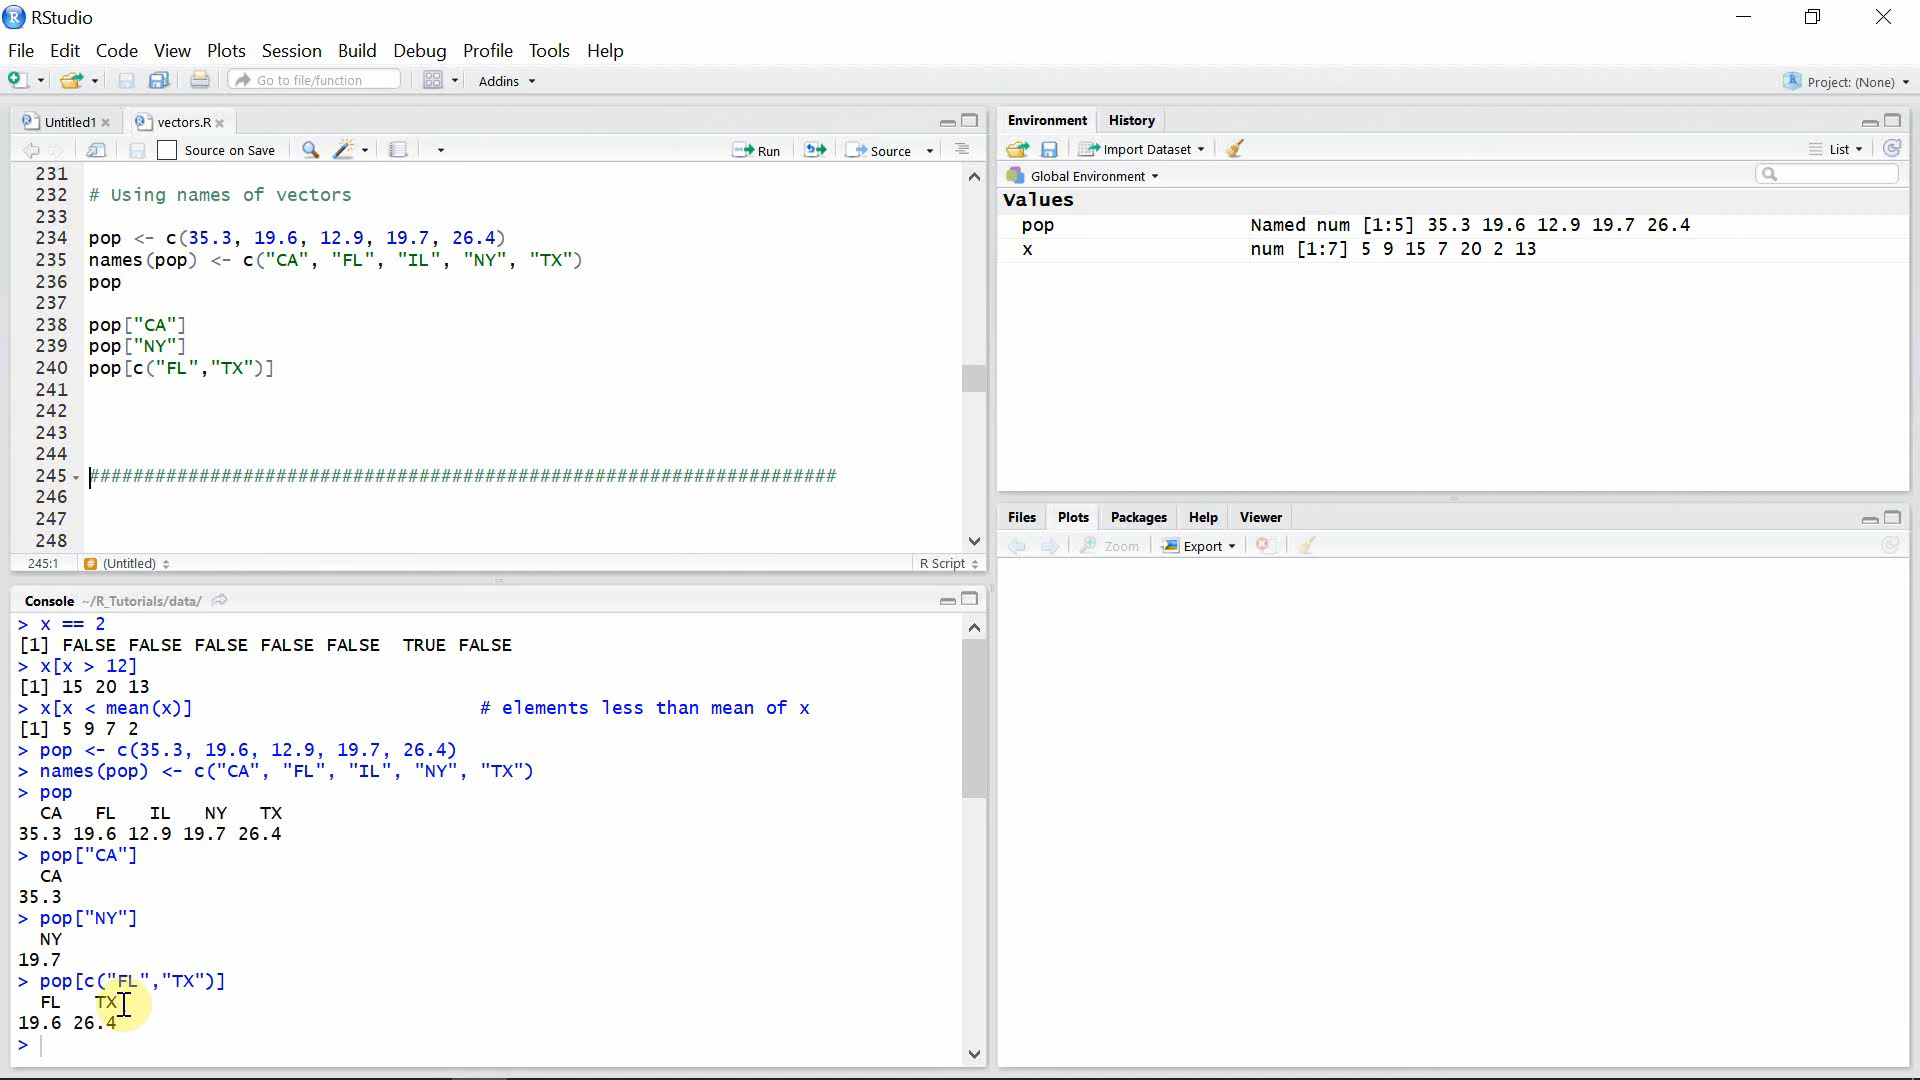 RStudio
File Edit Code View Plots Session Build Debug Profile Tools Help
Go to file/function Addins Project: (None)
Untitled1 vectors.R
Source on Save Run Source
231
232 # Using names of vectors
233
234 pop <- c(35.3, 19.6, 12.9, 19.7, 26.4)
235 names(pop) <- c("CA", "FL", "IL", "NY", "TX")
236 pop
237
238 pop["CA"]
239 pop["NY"]
240 pop[c("FL","TX")]
241
242
243
244
245 ####################################################################
246
247
248
245:1 # (Untitled) R Script
Console ~/R_Tutorials/data/
> x == 2
[1] FALSE FALSE FALSE FALSE FALSE  TRUE FALSE
> x[x > 12]
[1] 15 20 13
> x[x < mean(x)]                          # elements less than mean of x
[1] 5 9 7 2
> pop <- c(35.3, 19.6, 12.9, 19.7, 26.4)
> names(pop) <- c("CA", "FL", "IL", "NY", "TX")
> pop
  CA   FL   IL   NY   TX
35.3 19.6 12.9 19.7 26.4
> pop["CA"]
  CA
35.3
> pop["NY"]
  NY
19.7
> pop[c("FL","TX")]
  FL   TX
19.6 26.4
>
Environment History
Import Dataset List
Global Environment
Values
pop Named num [1:5] 35.3 19.6 12.9 19.7 26.4
x num [1:7] 5 9 15 7 20 2 13
Files Plots Packages Help Viewer
Zoom Export